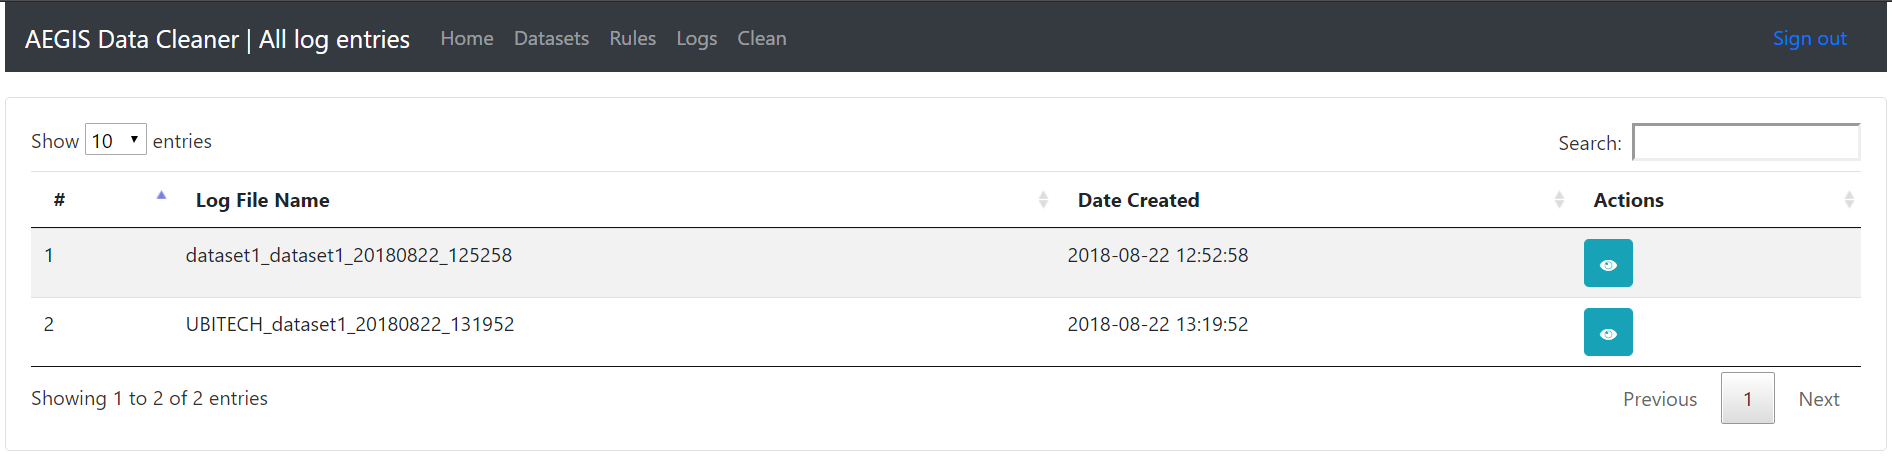 AEGIS Data Cleaner | All log entries Home Datasets Rules Logs Clean Sign out
Show 10 entries Search:
# Log File Name Date Created Actions
1 dataset1_dataset1_20180822_125258 2018-08-22 12:52:58
2 UBITECH_dataset1_20180822_131952 2018-08-22 13:19:52
Showing 1 to 2 of 2 entries Previous 1 Next